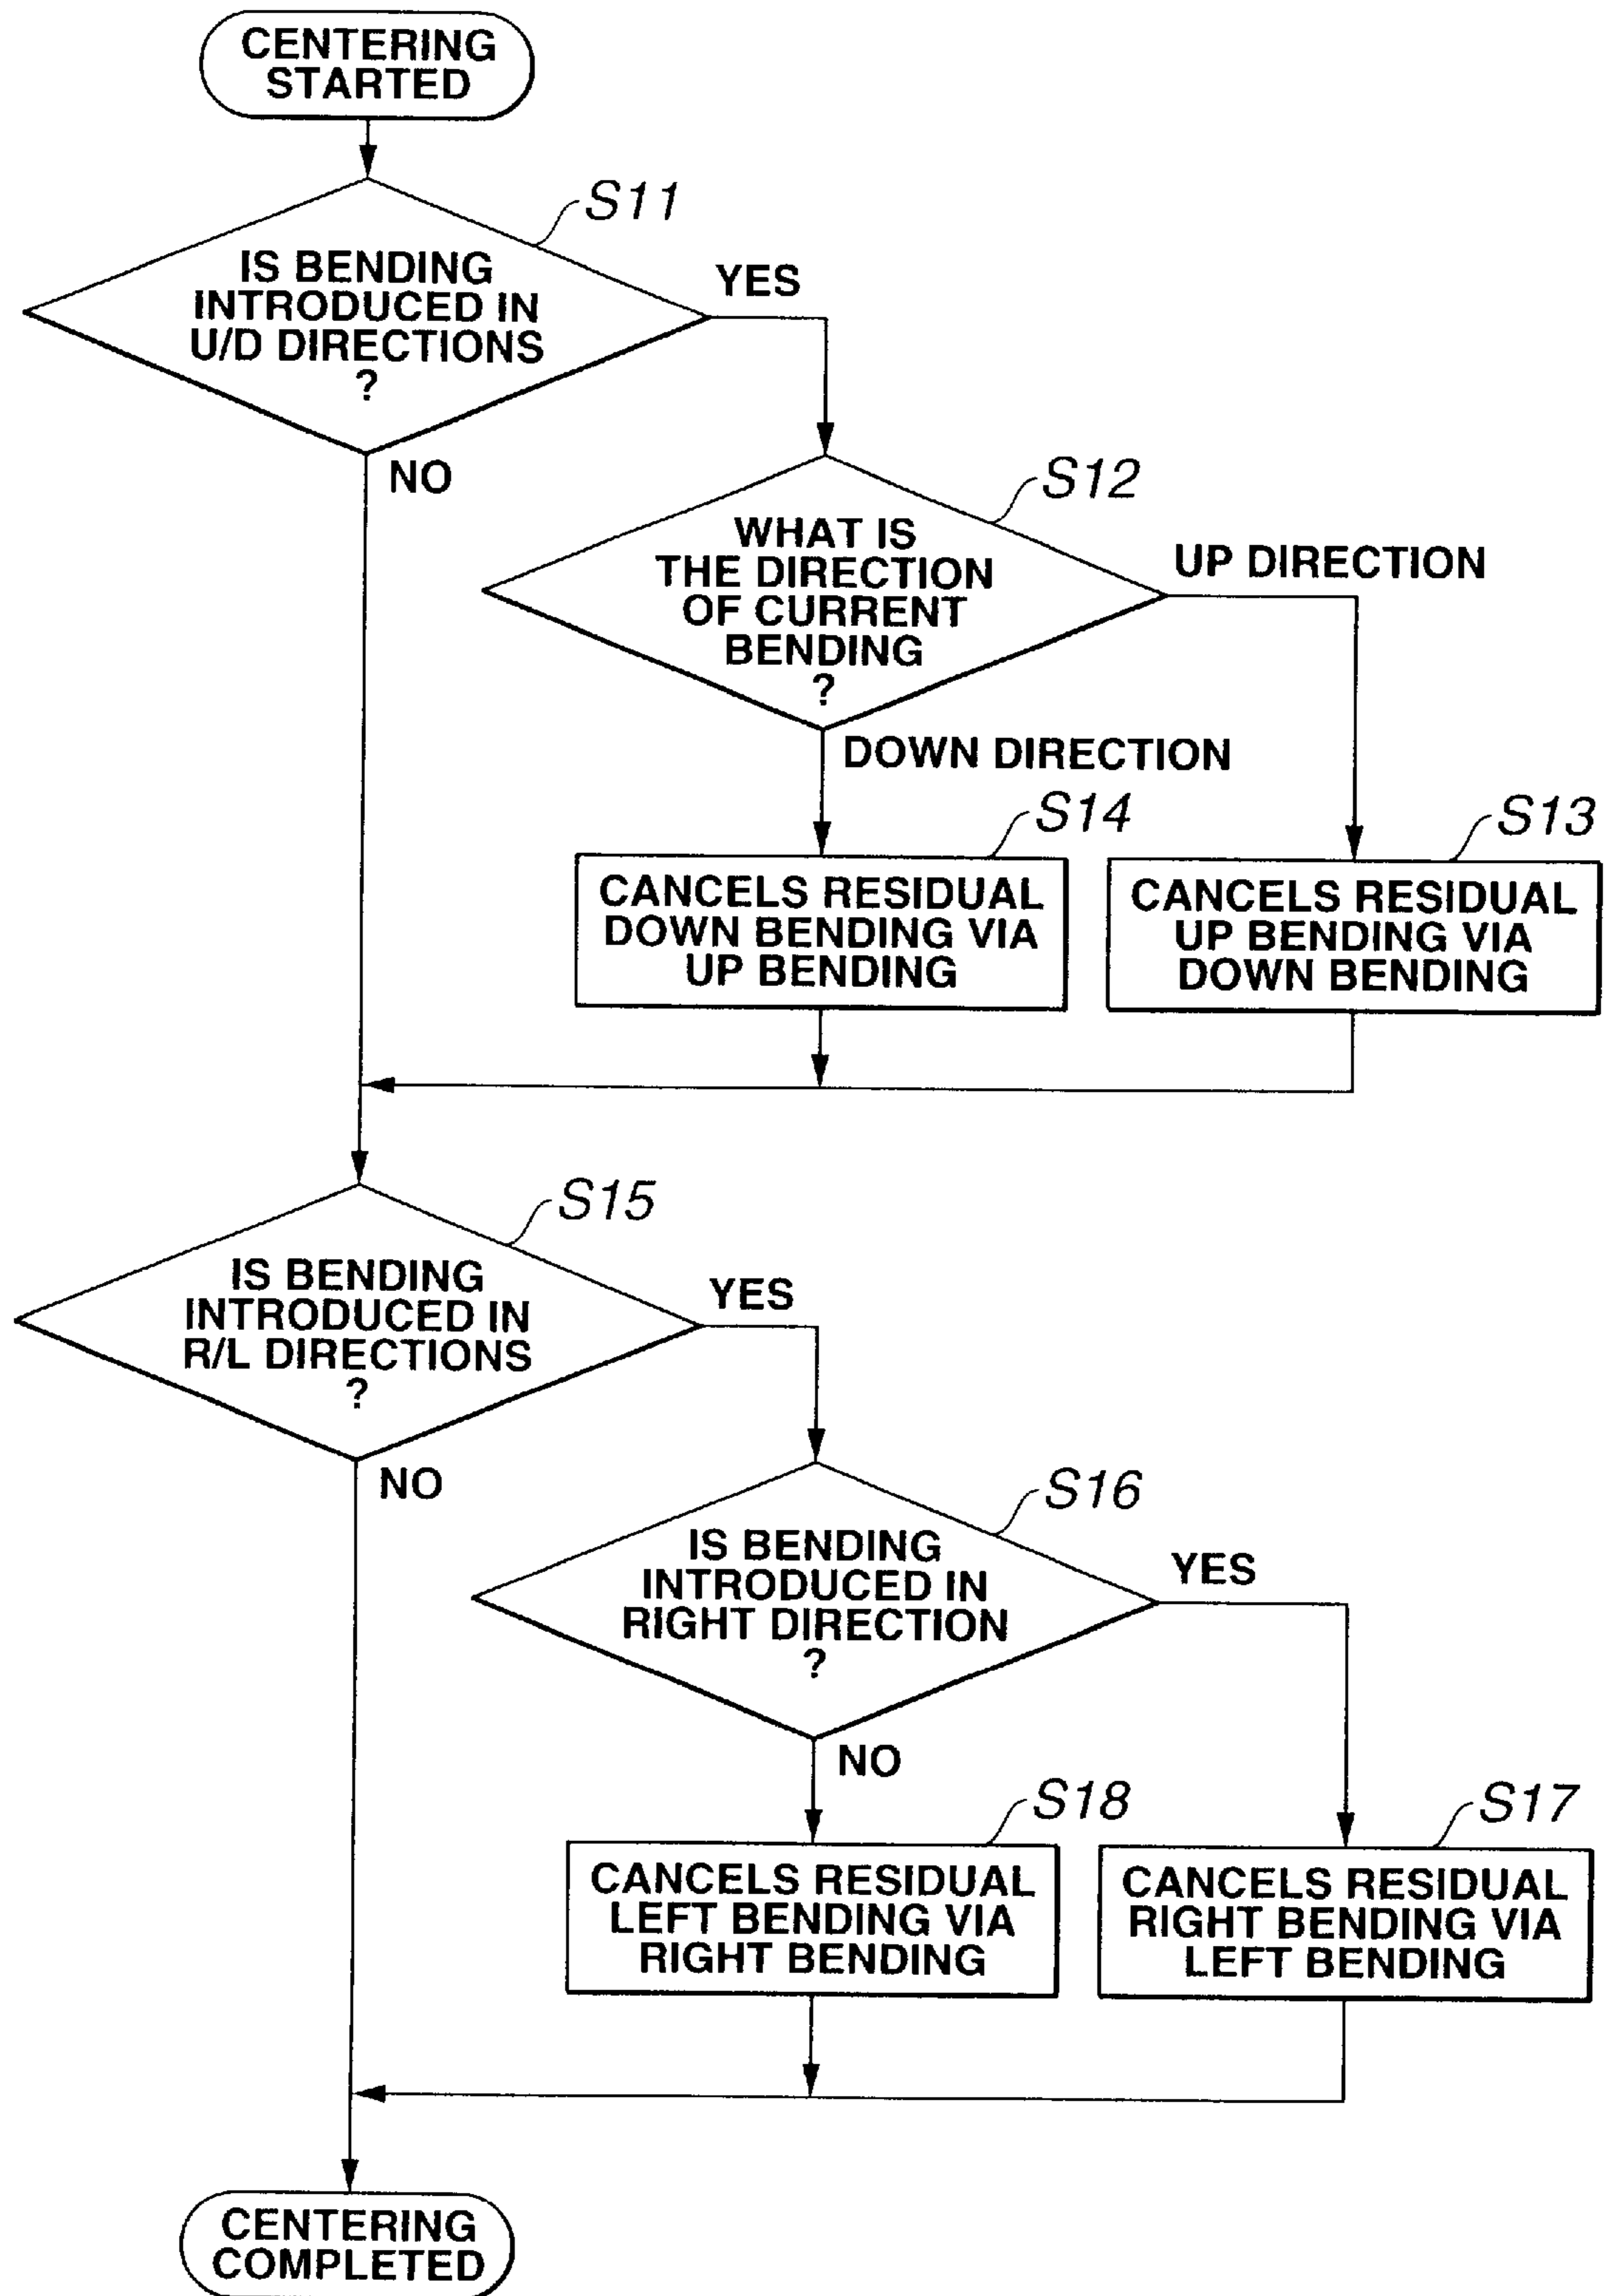 CENTERING
STARTED
S11
IS BENDING
INTRODUCED IN
U/D DIRECTIONS
?
YES
NO
S12
WHAT IS
THE DIRECTION
OF CURRENT
BENDING
?
UP DIRECTION
DOWN DIRECTION
S14
CANCELS RESIDUAL
DOWN BENDING VIA
UP BENDING
S13
CANCELS RESIDUAL
UP BENDING VIA
DOWN BENDING
S15
IS BENDING
INTRODUCED IN
R/L DIRECTIONS
?
YES
NO
S16
IS BENDING
INTRODUCED IN
RIGHT DIRECTION
?
YES
NO
S18
CANCELS RESIDUAL
LEFT BENDING VIA
RIGHT BENDING
S17
CANCELS RESIDUAL
RIGHT BENDING VIA
LEFT BENDING
CENTERING
COMPLETED